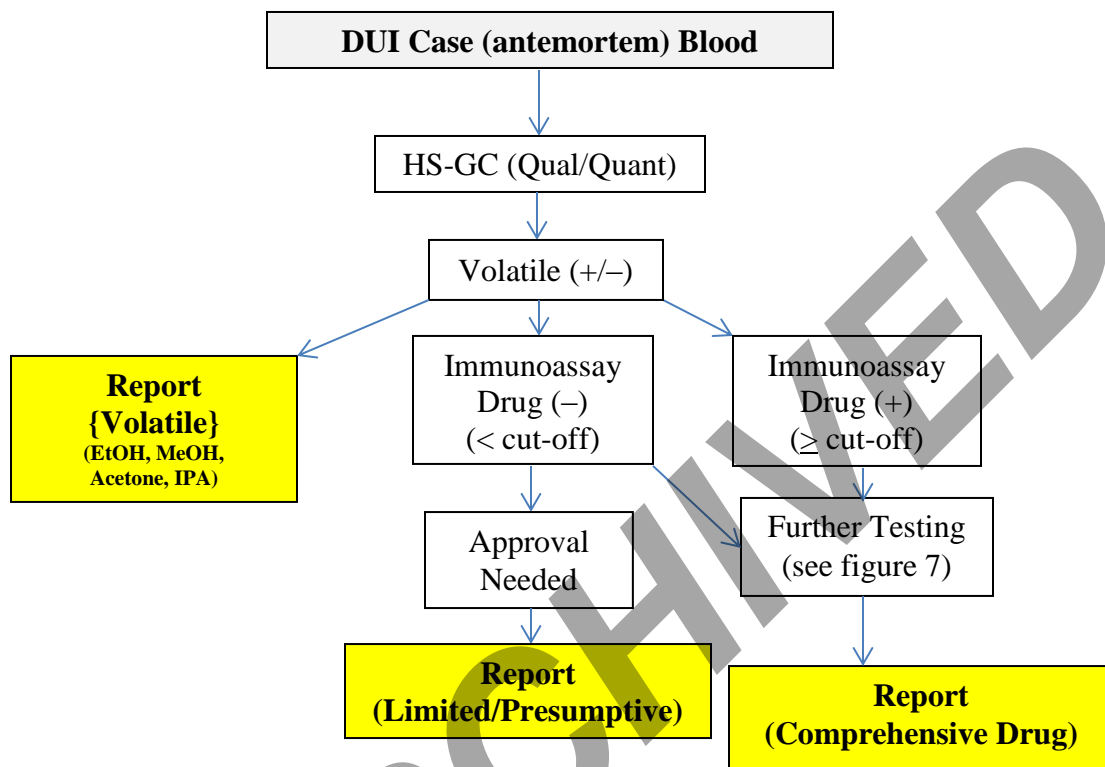 DUI Case (antemortem) Blood
HS-GC (Qual/Quant)
Volatile (+/–)
Report
{Volatile}
(EtOH, MeOH,
Acetone, IPA)
Immunoassay
Drug (–)
(< cut-off)
Immunoassay
Drug (+)
(≥ cut-off)
Approval
Needed
Further Testing
(see figure 7)
Report
(Limited/Presumptive)
Report
(Comprehensive Drug)
CHIVED